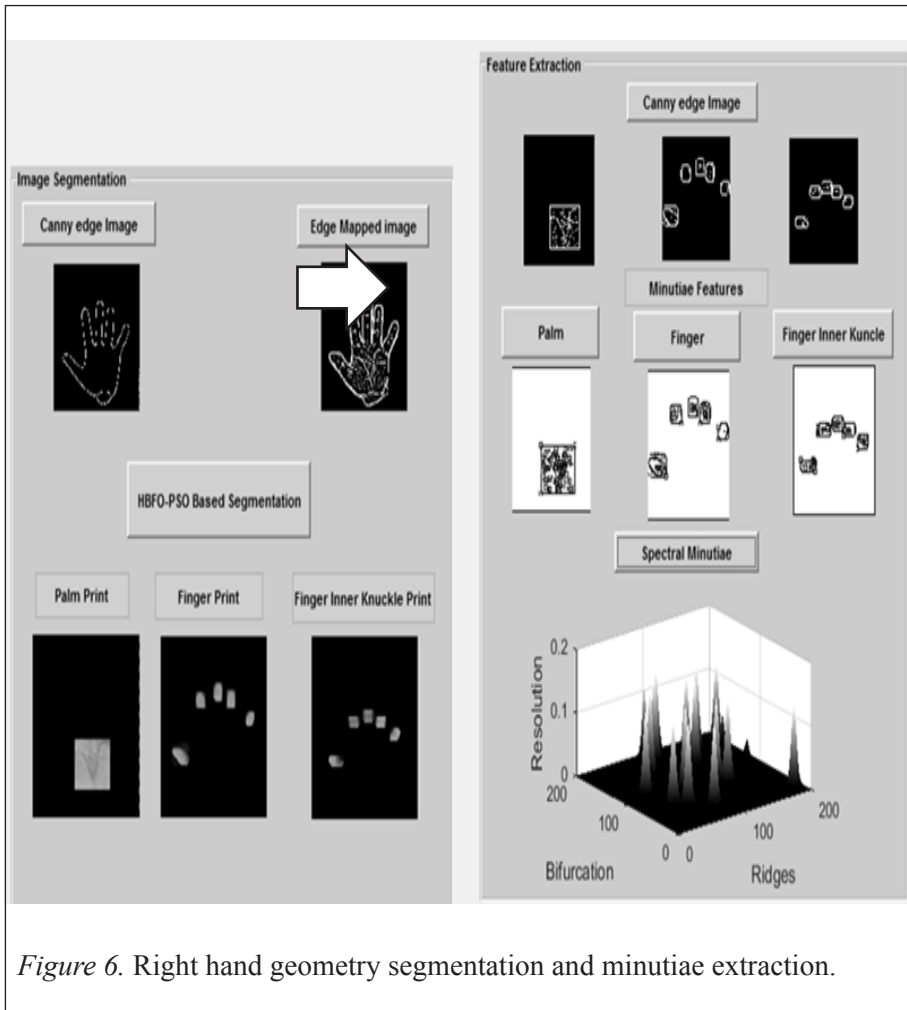 Image Segmentation
Canny edge Image
Edge Mapped image
HBFO-PSO Based Segmentation
Palm Print
Finger Print
Finger Inner Knuckle Print
Feature Extraction
Canny edge Image
Minutiae Features
Palm
Finger
Finger Inner Kuncle
Spectral Minutiae
0.2
0.1
0
Resolution
200
100
0
Bifurcation
0
100
200
Ridges
Figure 6. Right hand geometry segmentation and minutiae extraction.